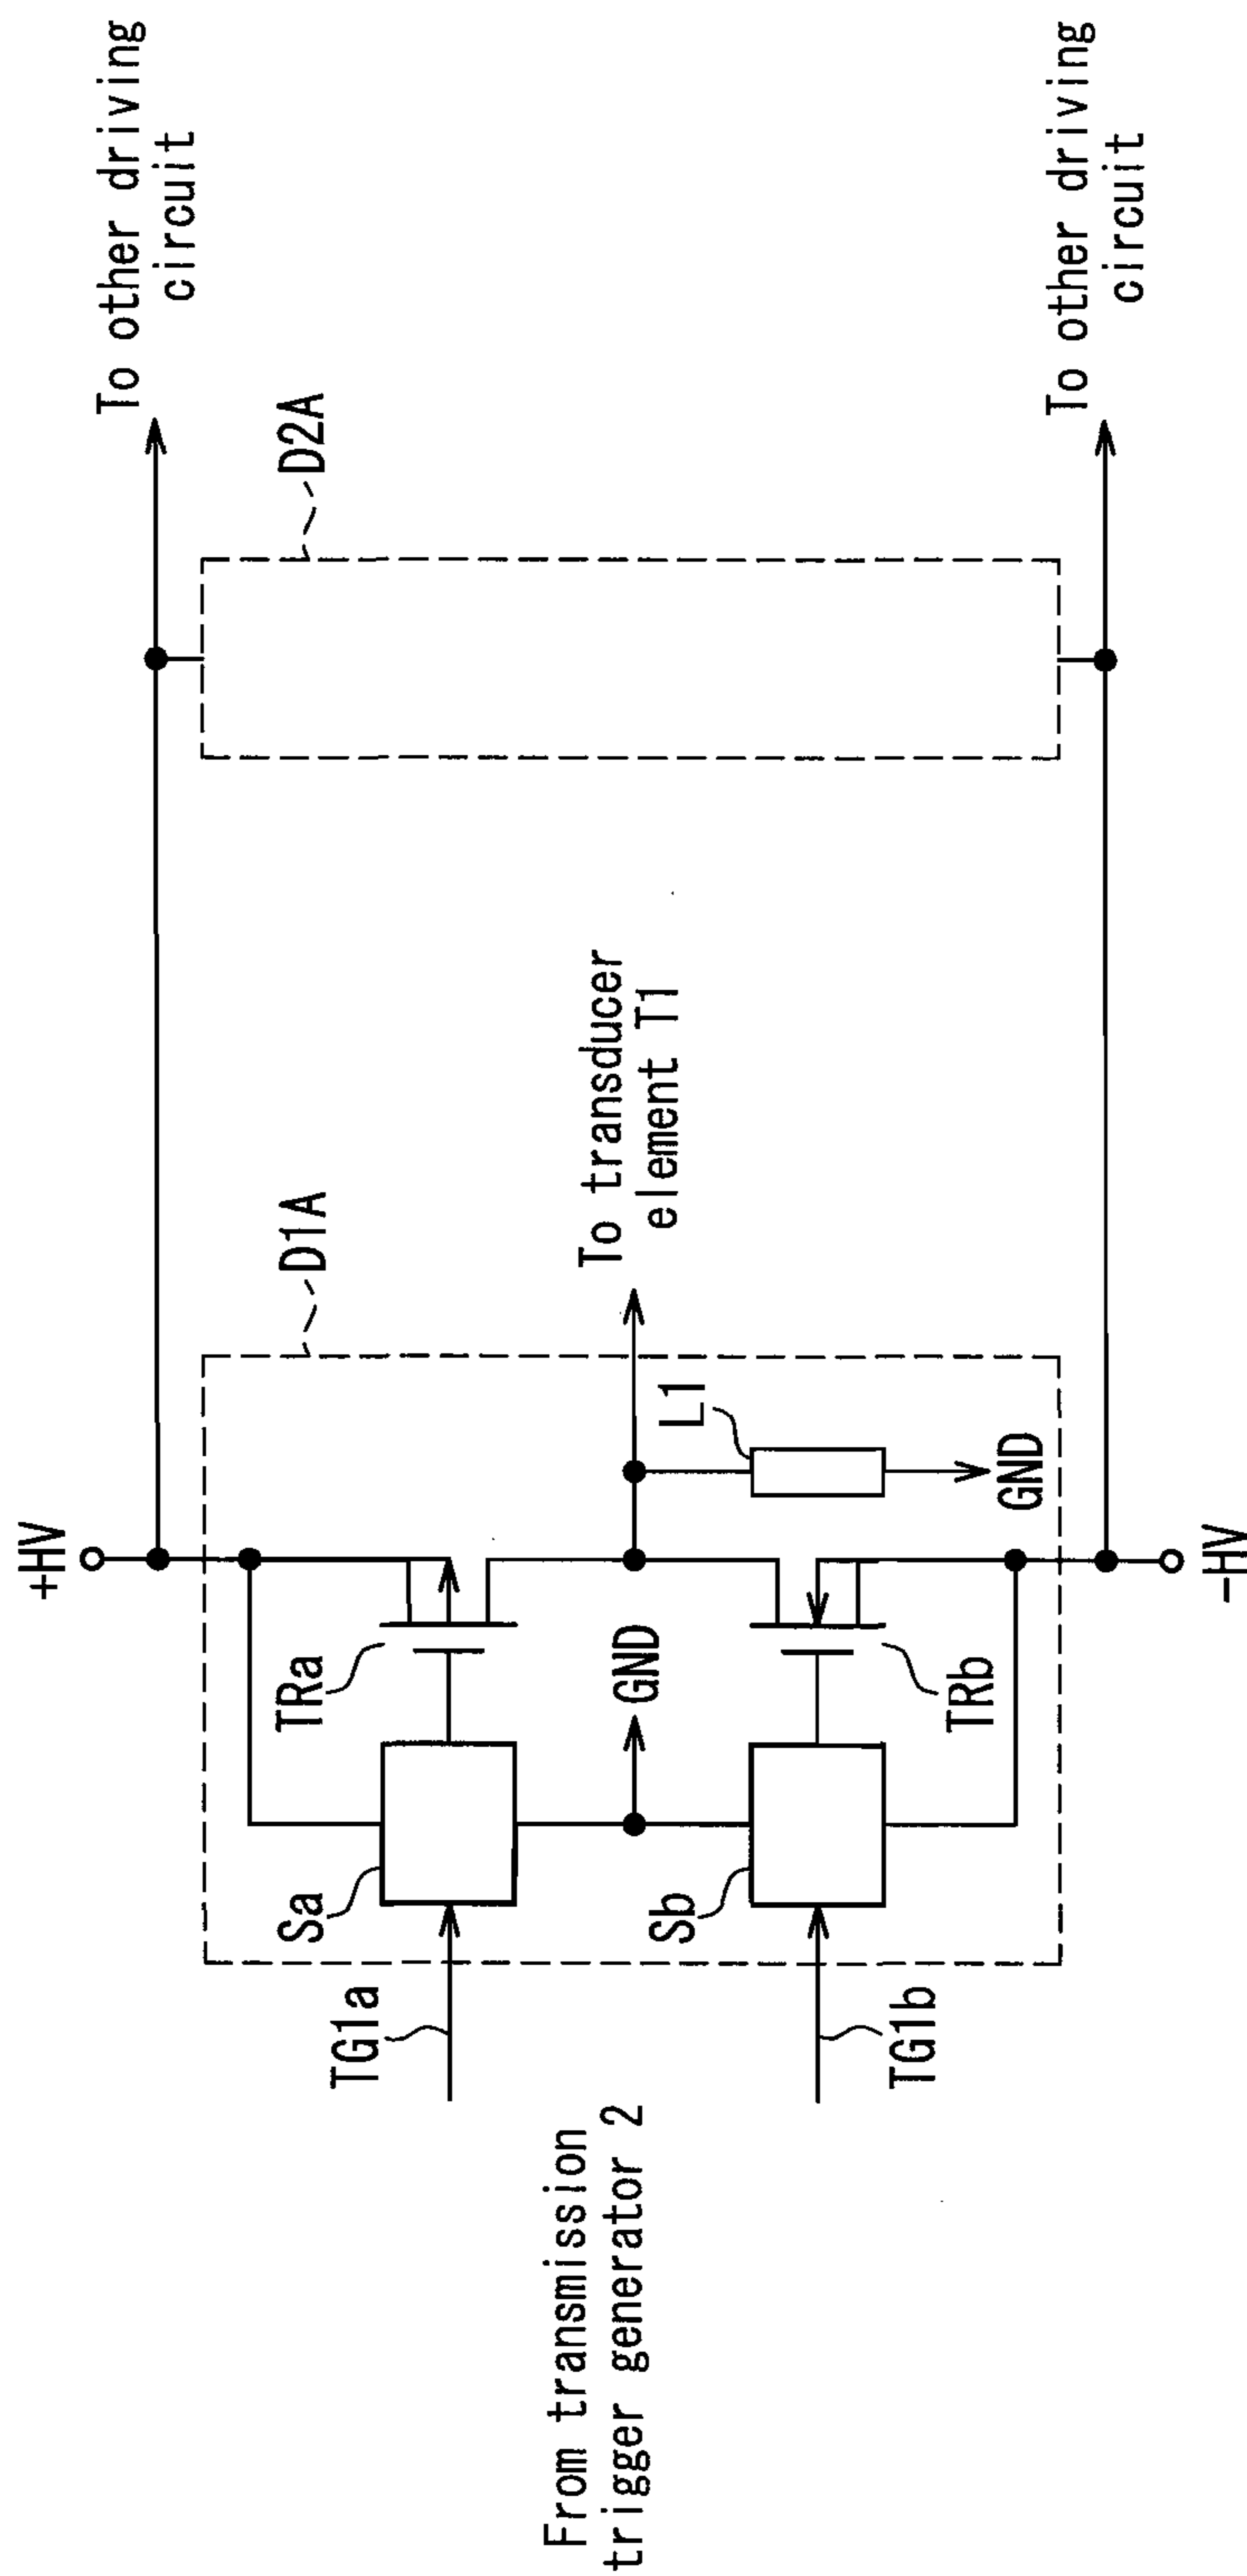 +HV
To other driving
circuit
D1A
D2A
TG1a
Sa
TRa
From transmission
trigger generator 2
GND
To transducer
element T1
L1
GND
TG1b
Sb
TRb
-HV
To other driving
circuit